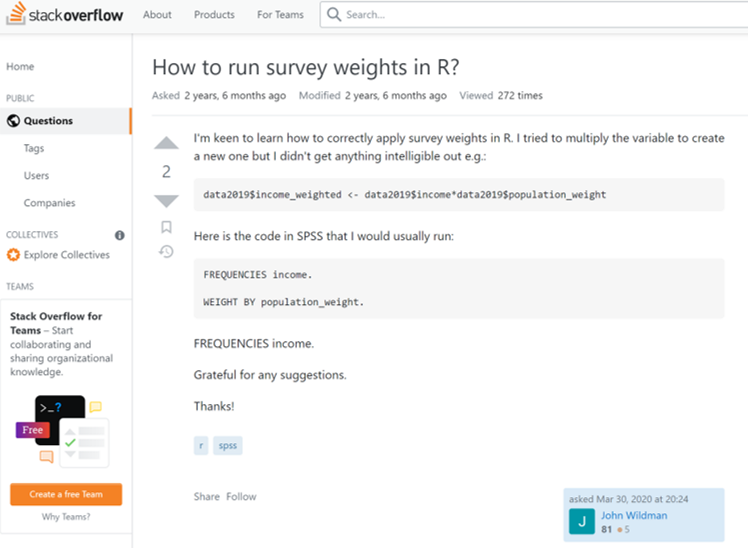 stackoverflow
About
Products
For Teams
Search...
Home
PUBLIC
Questions
Tags
Users
Companies
COLLECTIVES
Explore Collectives
TEAMS
Stack Overflow for
Teams – Start
collaborating and
sharing organizational
knowledge.
>_?
Free
Create a free Team
Why Teams?
How to run survey weights in R?
Asked 2 years, 6 months ago Modified 2 years, 6 months ago Viewed 272 times
2
I'm keen to learn how to correctly apply survey weights in R. I tried to multiply the variable to create
a new one but I didn't get anything intelligible out e.g.:
data2019$income_weighted <- data2019$income*data2019$population_weight
Here is the code in SPSS that I would usually run:
FREQUENCIES income.
WEIGHT BY population_weight.
FREQUENCIES income.
Grateful for any suggestions.
Thanks!
r spss
Share Follow
asked Mar 30, 2020 at 20:24
J
John Wildman
81 ●5